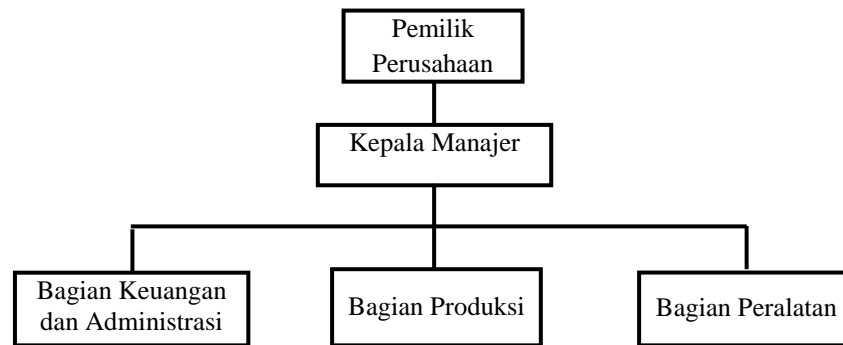 Pemilik
Perusahaan
Kepala Manajer
Bagian Keuangan
dan Administrasi
Bagian Produksi
Bagian Peralatan